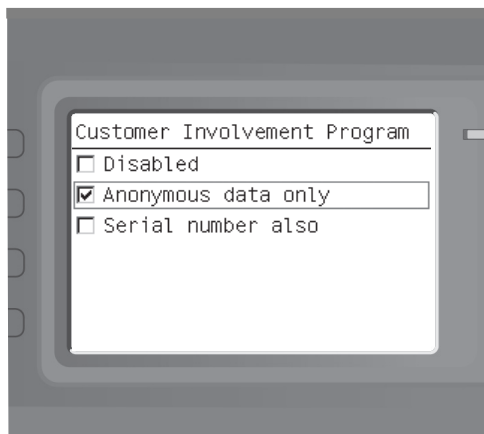 Customer Involvement Program
Disabled
Anonymous data only
Serial number also